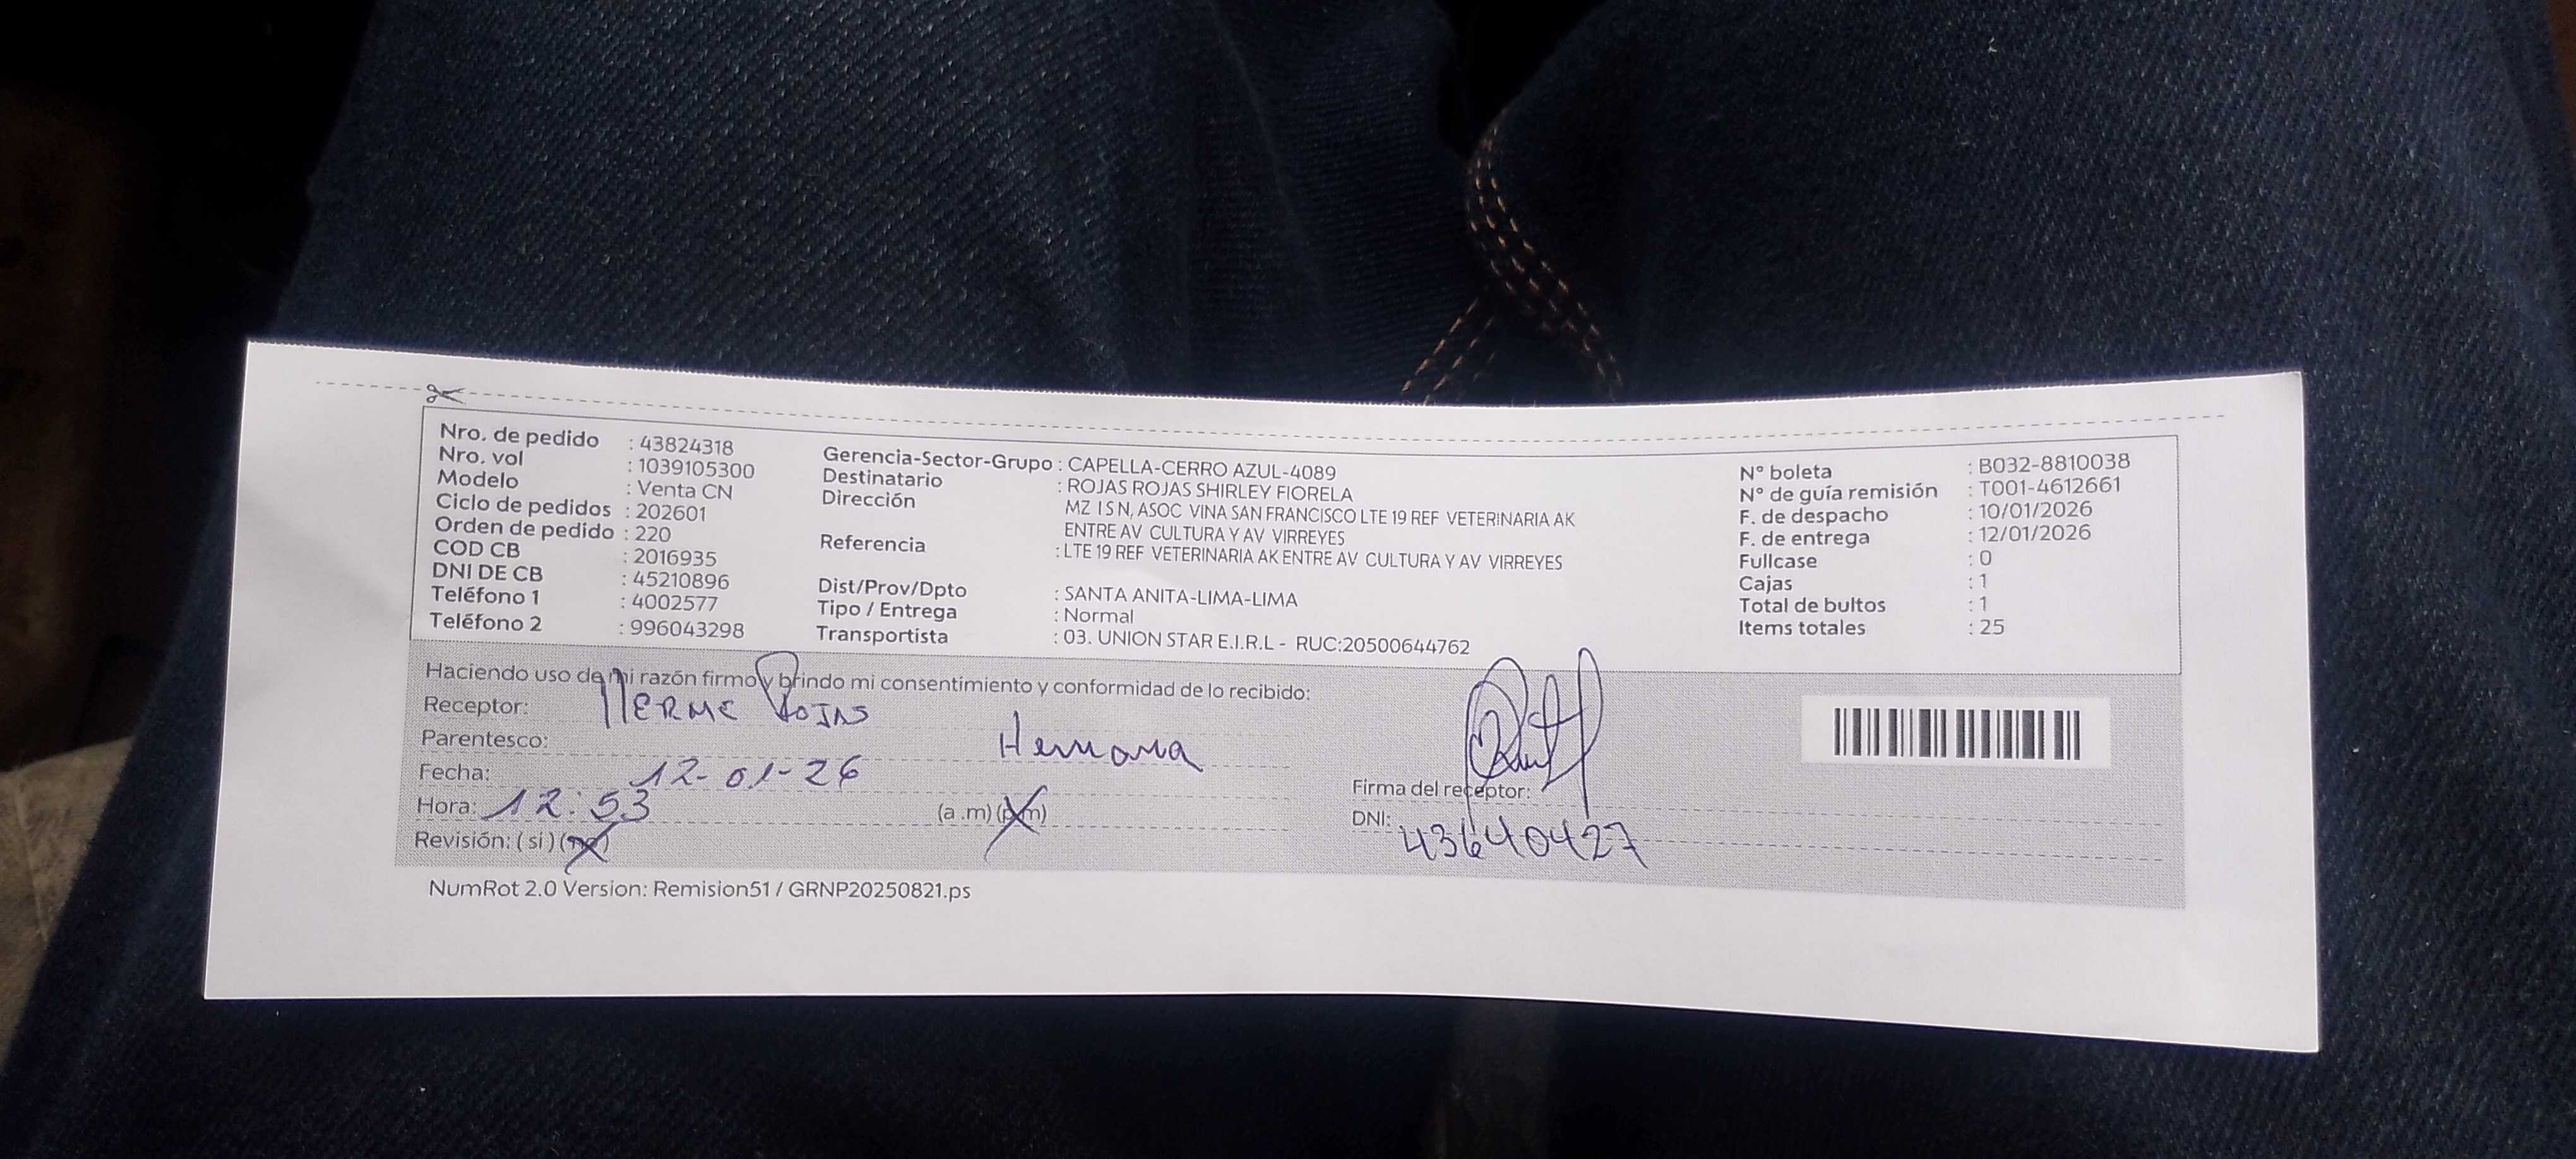 Nro. de pedido : 43824318
Nro. vol : 1039105300
Modelo : Venta CN
Ciclo de pedidos : 202601
Orden de pedido : 220
COD CB : 2016935
DNI DE CB : 45210896
Teléfono 1 : 4002577
Teléfono 2 : 996043298
Gerencia-Sector-Grupo : CAPELLA-CERRO AZUL-4089
Destinatario : ROJAS ROJAS SHIRLEY FIORELA
Dirección MZ I S N, ASOC VINA SAN FRANCISCO LTE 19 REF VETERINARIA AK
ENTRE AV CULTURA Y AV VIRREYES
Referencia : LTE 19 REF VETERINARIA AK ENTRE AV CULTURA Y AV VIRREYES
Dist/Prov/Dpto : SANTA ANITA-LIMA-LIMA
Tipo / Entrega : Normal
Transportista : 03. UNION STAR E.I.R.L - RUC:20500644762
N° boleta : B032-8810038
N° de guía remisión : T001-4612661
F. de despacho : 10/01/2026
F. de entrega : 12/01/2026
Fullcase : 0
Cajas : 1
Total de bultos : 1
Items totales : 25
Haciendo uso de mi razón firmo y brindo mi consentimiento y conformidad de lo recibido:
Receptor: Rojas
Parentesco: Hermana
Fecha: 12-01-26
Hora: 12:53 (a .m) (p.m)
Revisión: ( si ) (no)
Firma del receptor:
DNI: 43640427
NumRot 2.0 Version: Remision51 / GRNP20250821.ps